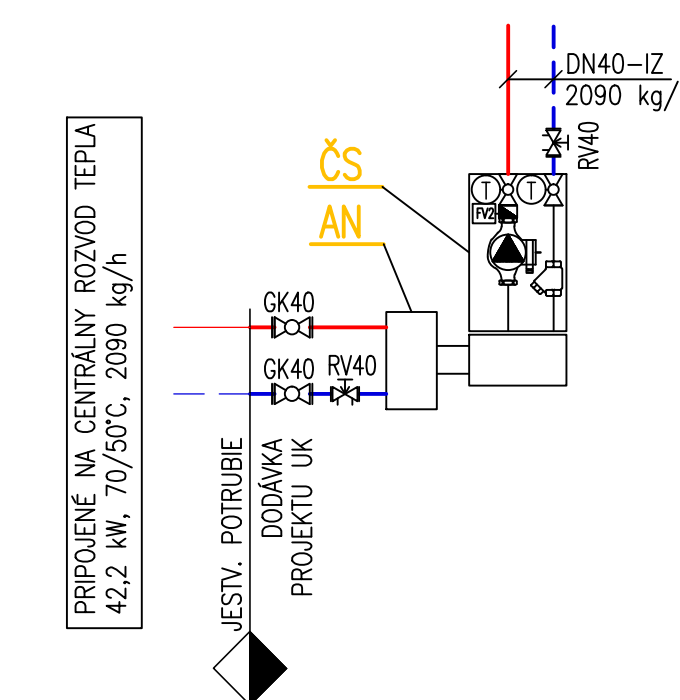 DN40-IZ
2090 kg/
RV40
ČS
T
T
FV2
AN
GK40
GK40
RV40
PRIPOJENÉ NA CENTRÁLNY ROZVOD TEPLA
42,2 kW, 70/50°C, 2090 kg/h
JESTV. POTRUBIE
DODÁVKA
PROJEKTU UK